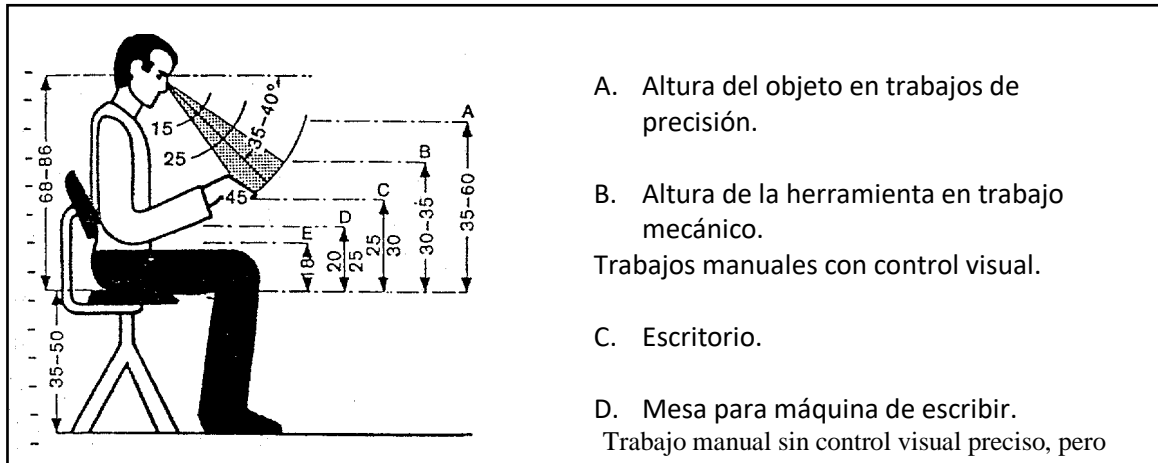 68-86
35-50
15
25
35-40°
45
A
B
C
D
E
18
20
25
25
30
30-35
35-60
A. Altura del objeto en trabajos de
precisión.
B. Altura de la herramienta en trabajo
mecánico.
Trabajos manuales con control visual.
C. Escritorio.
D. Mesa para máquina de escribir.
Trabajo manual sin control visual preciso, pero